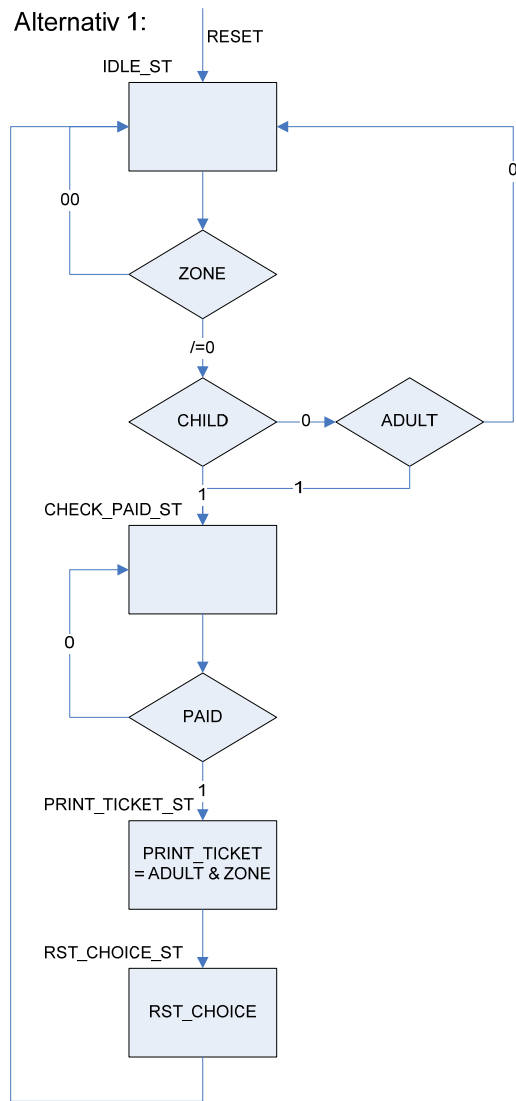 Alternativ 1:
RESET
IDLE_ST
00
0
ZONE
/=0
CHILD
0
ADULT
1
1
CHECK_PAID_ST
0
PAID
1
PRINT_TICKET_ST
PRINT_TICKET
= ADULT & ZONE
RST_CHOICE_ST
RST_CHOICE